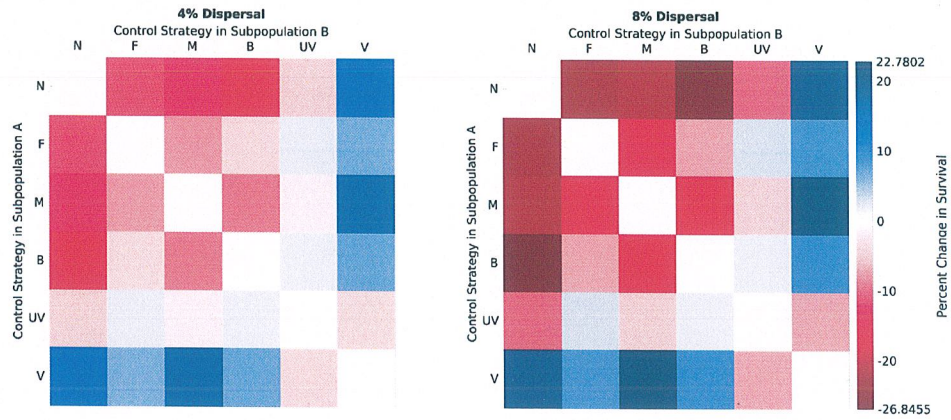 4% Dispersal
Control Strategy in Subpopulation B
N F M B UV V
Control Strategy in Subpopulation A
N
F
M
B
UV
V
8% Dispersal
Control Strategy in Subpopulation B
N F M B UV V
Control Strategy in Subpopulation A
N
F
M
B
UV
V
22.7802
20
10
0
-10
-20
-26.8455
Percent Change in Survival